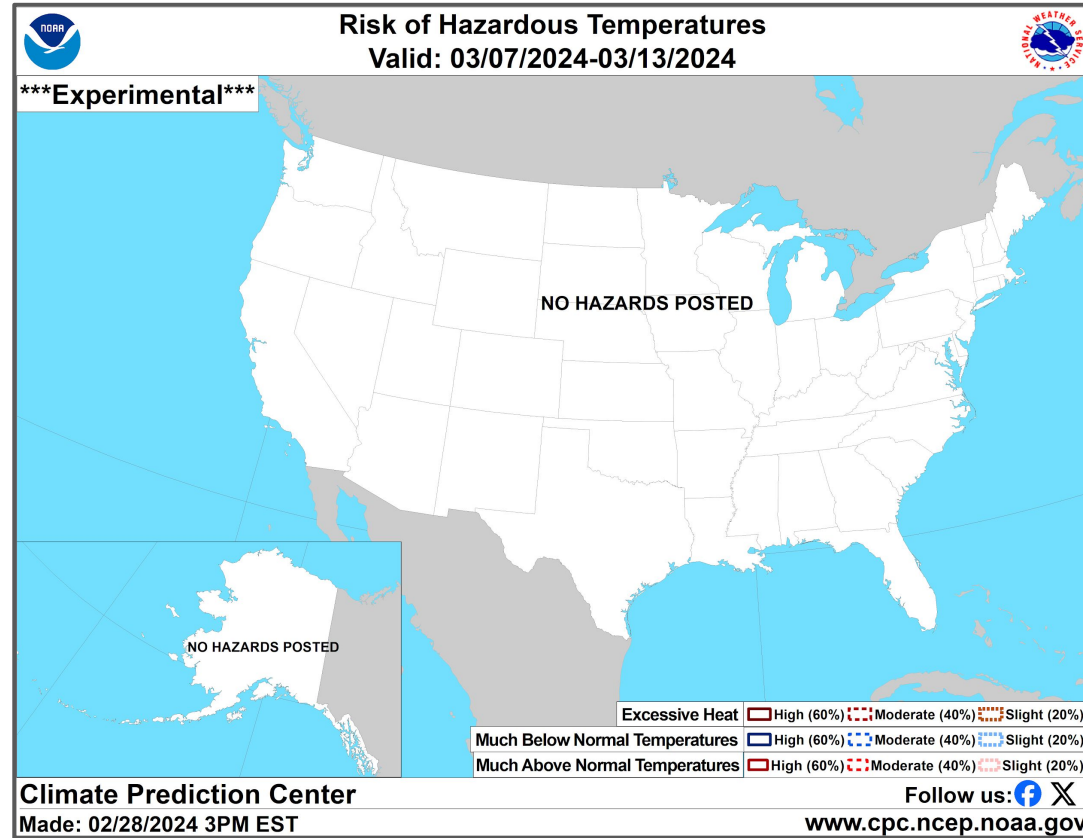 NOAA
Risk of Hazardous Temperatures
Valid: 03/07/2024-03/13/2024
NATIONAL WEATHER SERVICE
***Experimental***
NO HAZARDS POSTED
NO HAZARDS POSTED
Excessive Heat High (60%) Moderate (40%) Slight (20%)
Much Below Normal Temperatures High (60%) Moderate (40%) Slight (20%)
Much Above Normal Temperatures High (60%) Moderate (40%) Slight (20%)
Climate Prediction Center
Follow us:
Made: 02/28/2024 3PM EST
www.cpc.ncep.noaa.gov